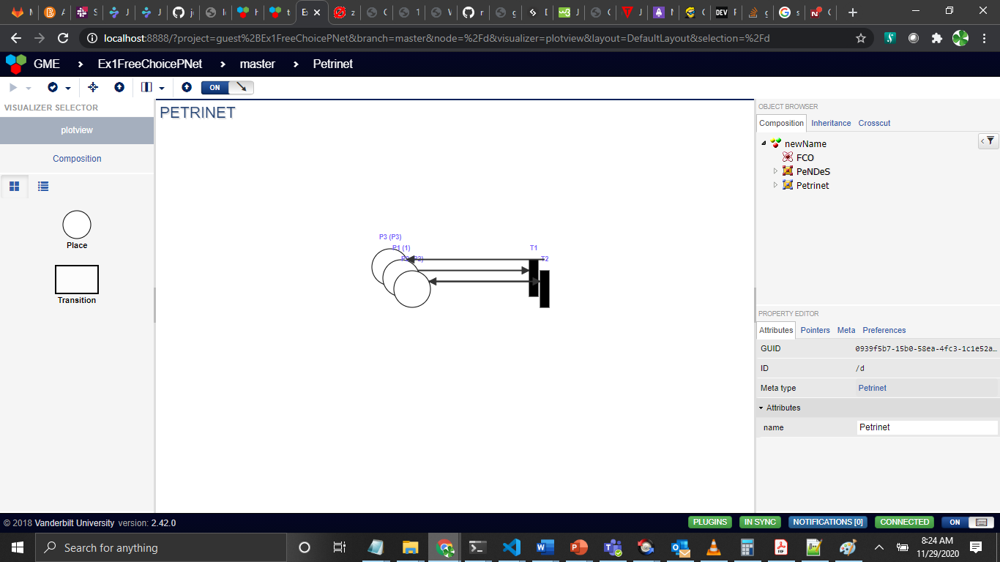 localhost:8888/?project=guest%2BEx1FreeChoicePNet&branch=master&node=%2Fd&visualizer=plotview&layout=DefaultLayout&selection=%2Fd
GME Ex1FreeChoicePNet master Petrinet
ON
VISUALIZER SELECTOR
plotview
Composition
Place
Transition
PETRINET
P3 (P3)
P1 (1)
T1
T2
OBJECT BROWSER
Composition Inheritance Crosscut
newName
FCO
PeNDeS
Petrinet
PROPERTY EDITOR
Attributes Pointers Meta Preferences
GUID 0939f5b7-15b0-58ea-4fc3-1c1e52a…
ID /d
Meta type Petrinet
Attributes
name Petrinet
© 2018 Vanderbilt University version: 2.42.0
PLUGINS IN SYNC NOTIFICATIONS [0] CONNECTED ON
Search for anything
8:24 AM
11/29/2020